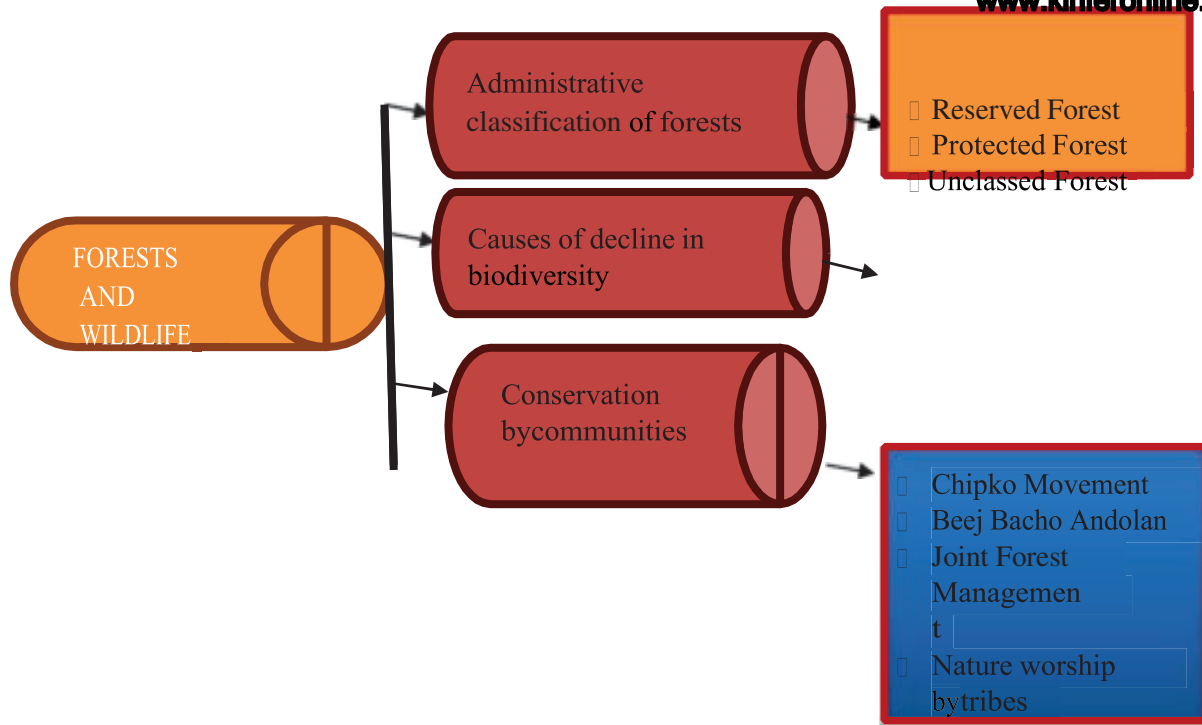 Administrative
classification of forests
Reserved Forest
Protected Forest
Unclassed Forest
FORESTS
AND
WILDLIFE
Causes of decline in
biodiversity
Conservation
bycommunities
Chipko Movement
Beej Bacho Andolan
Joint Forest
Managemen
t
Nature worship
bytribes